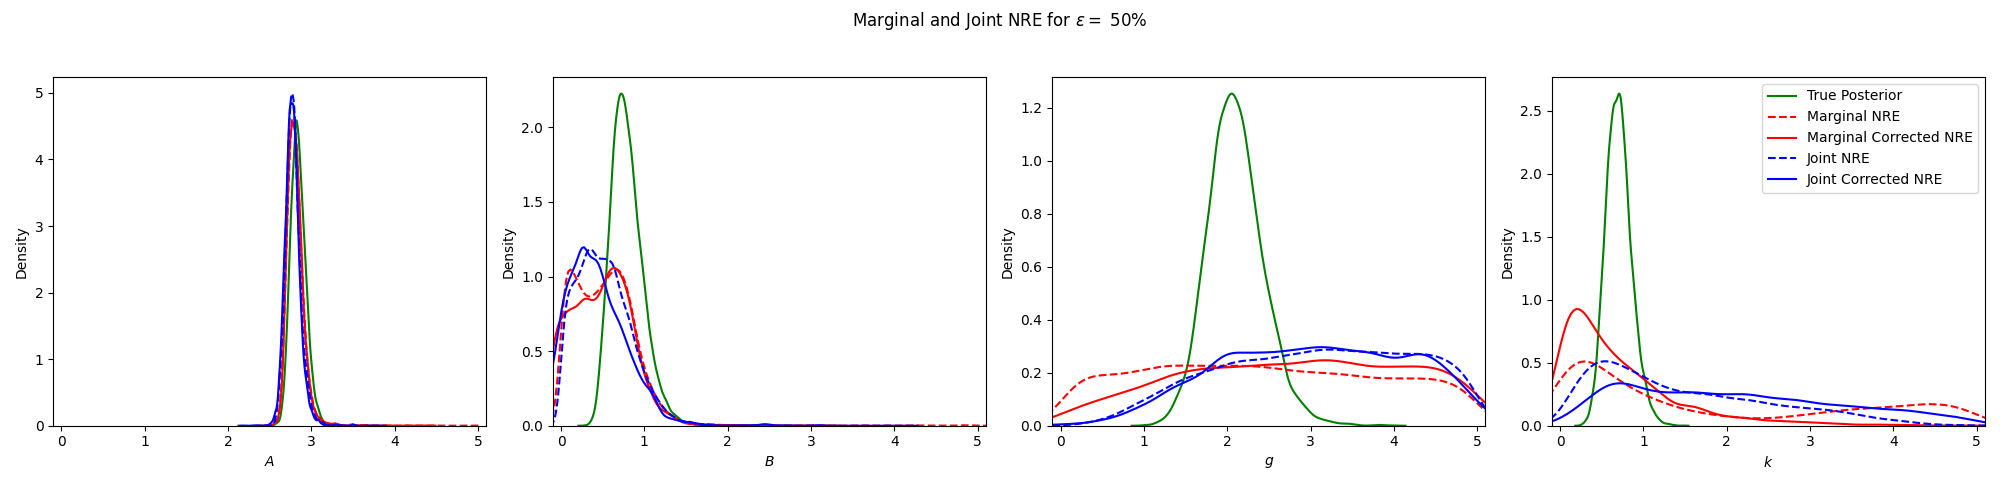 Marginal and Joint NRE for ε = 50%
5
4
3
2
1
0
Density
0 1 2 3 4 5
A
2.0
1.5
1.0
0.5
0.0
Density
0 1 2 3 4 5
B
1.2
1.0
0.8
0.6
0.4
0.2
0.0
Density
0 1 2 3 4 5
g
2.5
2.0
1.5
1.0
0.5
0.0
Density
0 1 2 3 4 5
k
True Posterior
Marginal NRE
Marginal Corrected NRE
Joint NRE
Joint Corrected NRE